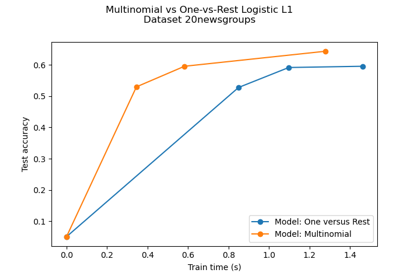 Multinomial vs One-vs-Rest Logistic L1
Dataset 20newsgroups
0.6
0.5
0.4
0.3
0.2
0.1
Test accuracy
Model: One versus Rest
Model: Multinomial
0.0 0.2 0.4 0.6 0.8 1.0 1.2 1.4
Train time (s)